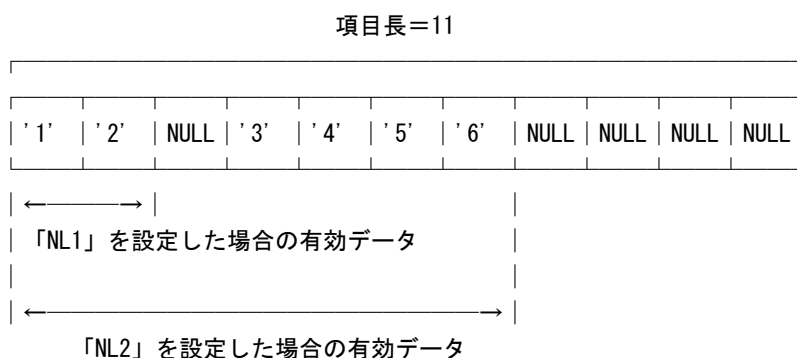 項目長=11
'1' '2' NULL '3' '4' '5' '6' NULL NULL NULL NULL
「NL1」を設定した場合の有効データ
「NL2」を設定した場合の有効データ